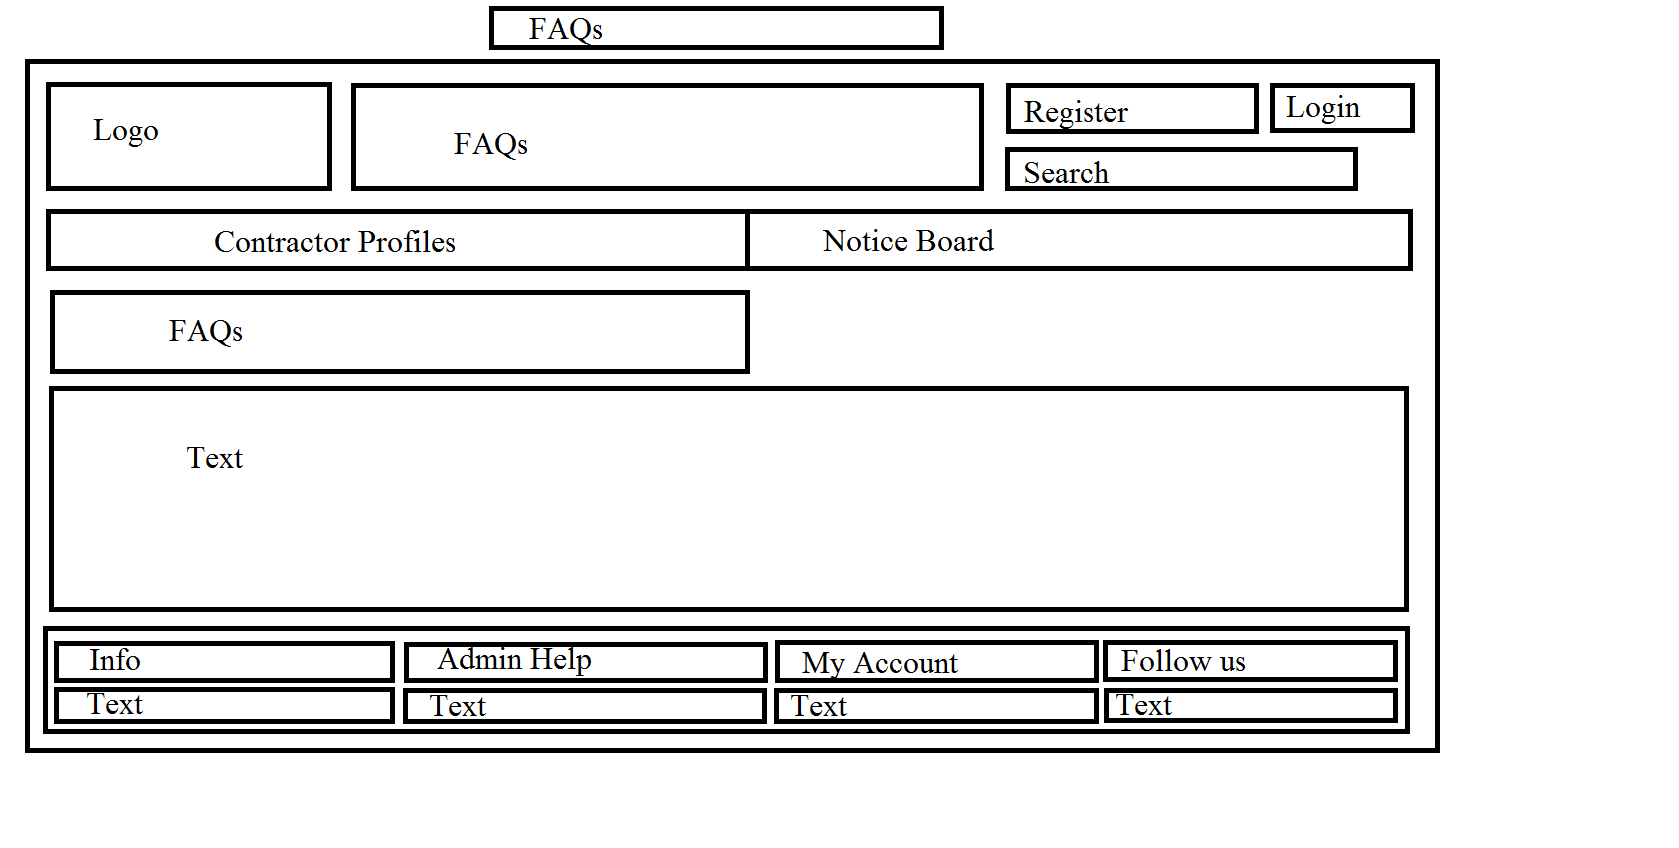 FAQs
Logo
FAQs
Register
Login
Search
Contractor Profiles
Notice Board
FAQs
Text
Info
Admin Help
My Account
Follow us
Text
Text
Text
Text